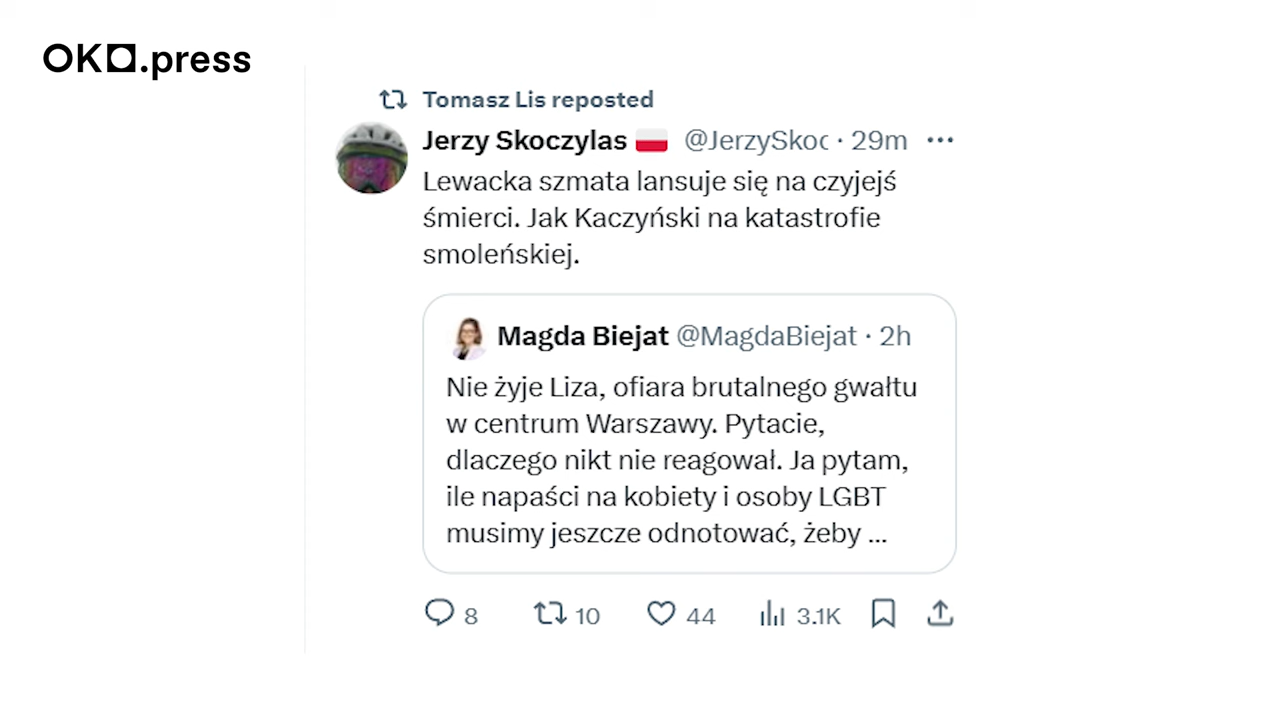 OKO.press
Tomasz Lis reposted
Jerzy Skoczylas @JerzySkoc · 29m
Lewacka szmata lansuje się na czyjejś
śmierci. Jak Kaczyński na katastrofie
smoleńskiej.
Magda Biejat @MagdaBiejat · 2h
Nie żyje Liza, ofiara brutalnego gwałtu
w centrum Warszawy. Pytacie,
dlaczego nikt nie reagował. Ja pytam,
ile napaści na kobiety i osoby LGBT
musimy jeszcze odnotować, żeby ...
8 10 44 3.1K